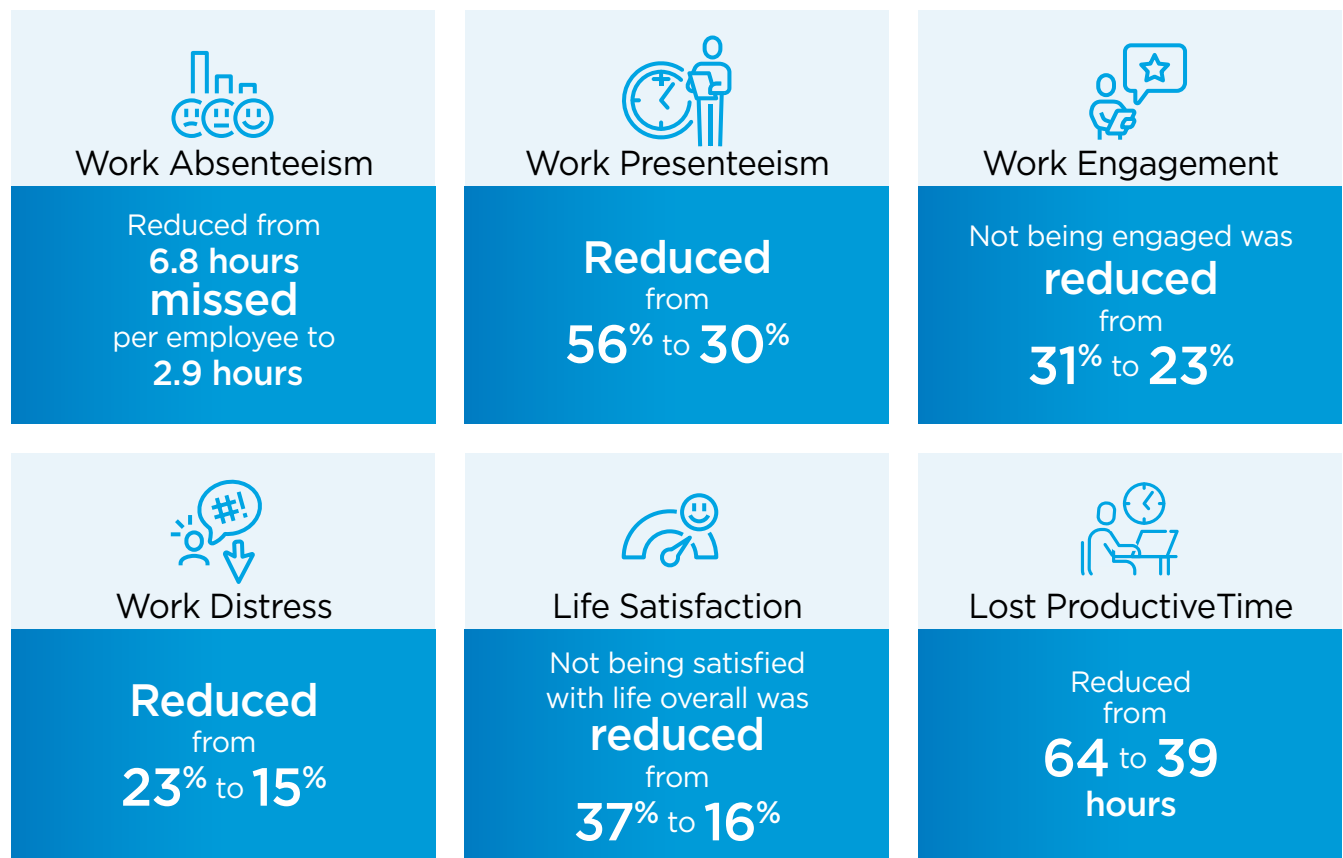 Work Absenteeism
Reduced from
6.8 hours
missed
per employee to
2.9 hours
Work Presenteeism
Reduced
from
56% to 30%
Work Engagement
Not being engaged was
reduced
from
31% to 23%
#!
Work Distress
Reduced
from
23% to 15%
Life Satisfaction
Not being satisfied
with life overall was
reduced
from
37% to 16%
Lost ProductiveTime
Reduced
from
64 to 39
hours